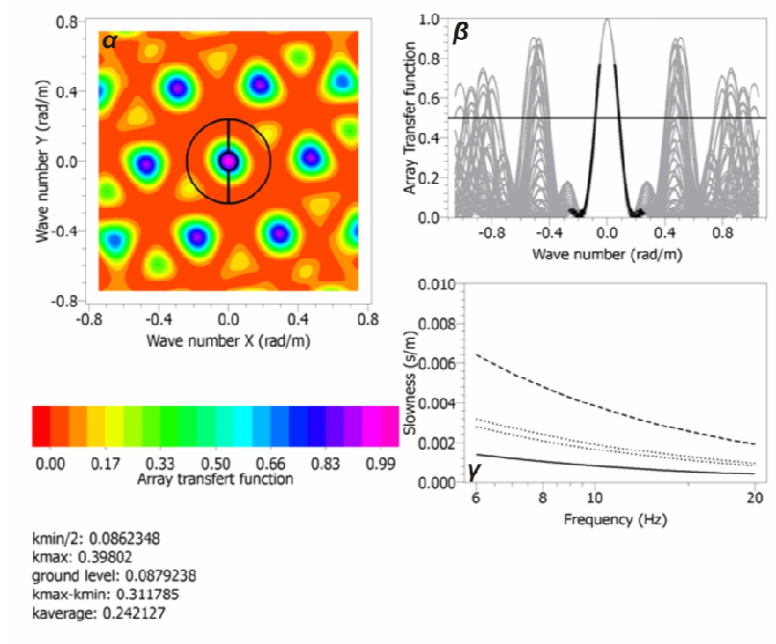 α
0.8
0.4
0.0
-0.4
-0.8
Wave number Y (rad/m)
-0.8 -0.4 0.0 0.4 0.8
Wave number X (rad/m)
β
1.0
0.8
0.6
0.4
0.2
0.0
Array Transfer function
-0.8 -0.4 0.0 0.4 0.8
Wave number (rad/m)
0.00 0.17 0.33 0.50 0.66 0.83 0.99
Array transfert function
0.010
0.008
0.006
0.004
0.002
0.000
Slowness (s/m)
γ
6 8 10 20
Frequency (Hz)
kmin/2: 0.0862348
kmax: 0.39802
ground level: 0.0879238
kmax-kmin: 0.311785
kaverage: 0.242127